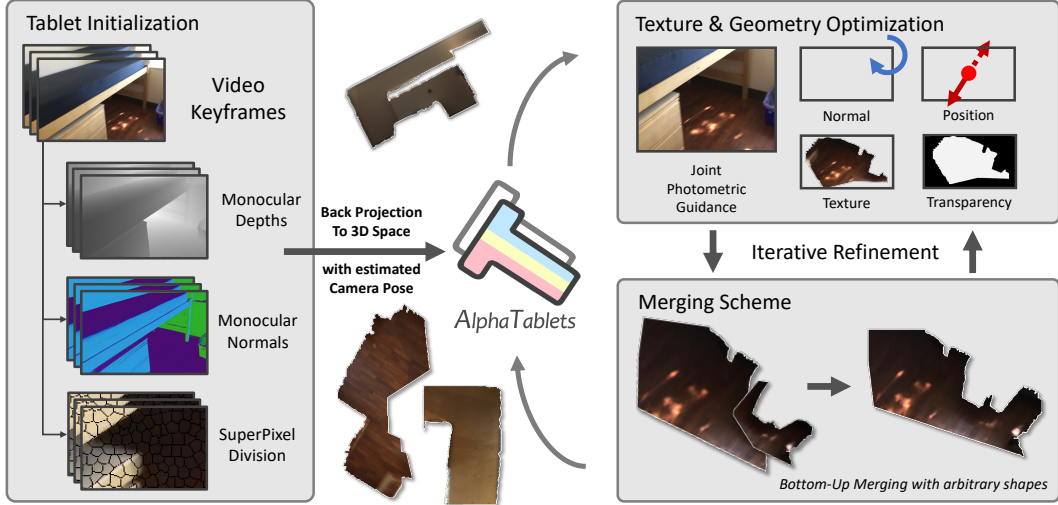 Tablet Initialization
Video
Keyframes
Monocular
Depths
Monocular
Normals
SuperPixel
Division
Back Projection
To 3D Space
with estimated
Camera Pose
AlphaTablets
Texture & Geometry Optimization
Joint
Photometric
Guidance
Normal
Position
Texture
Transparency
Iterative Refinement
Merging Scheme
Bottom-Up Merging with arbitrary shapes